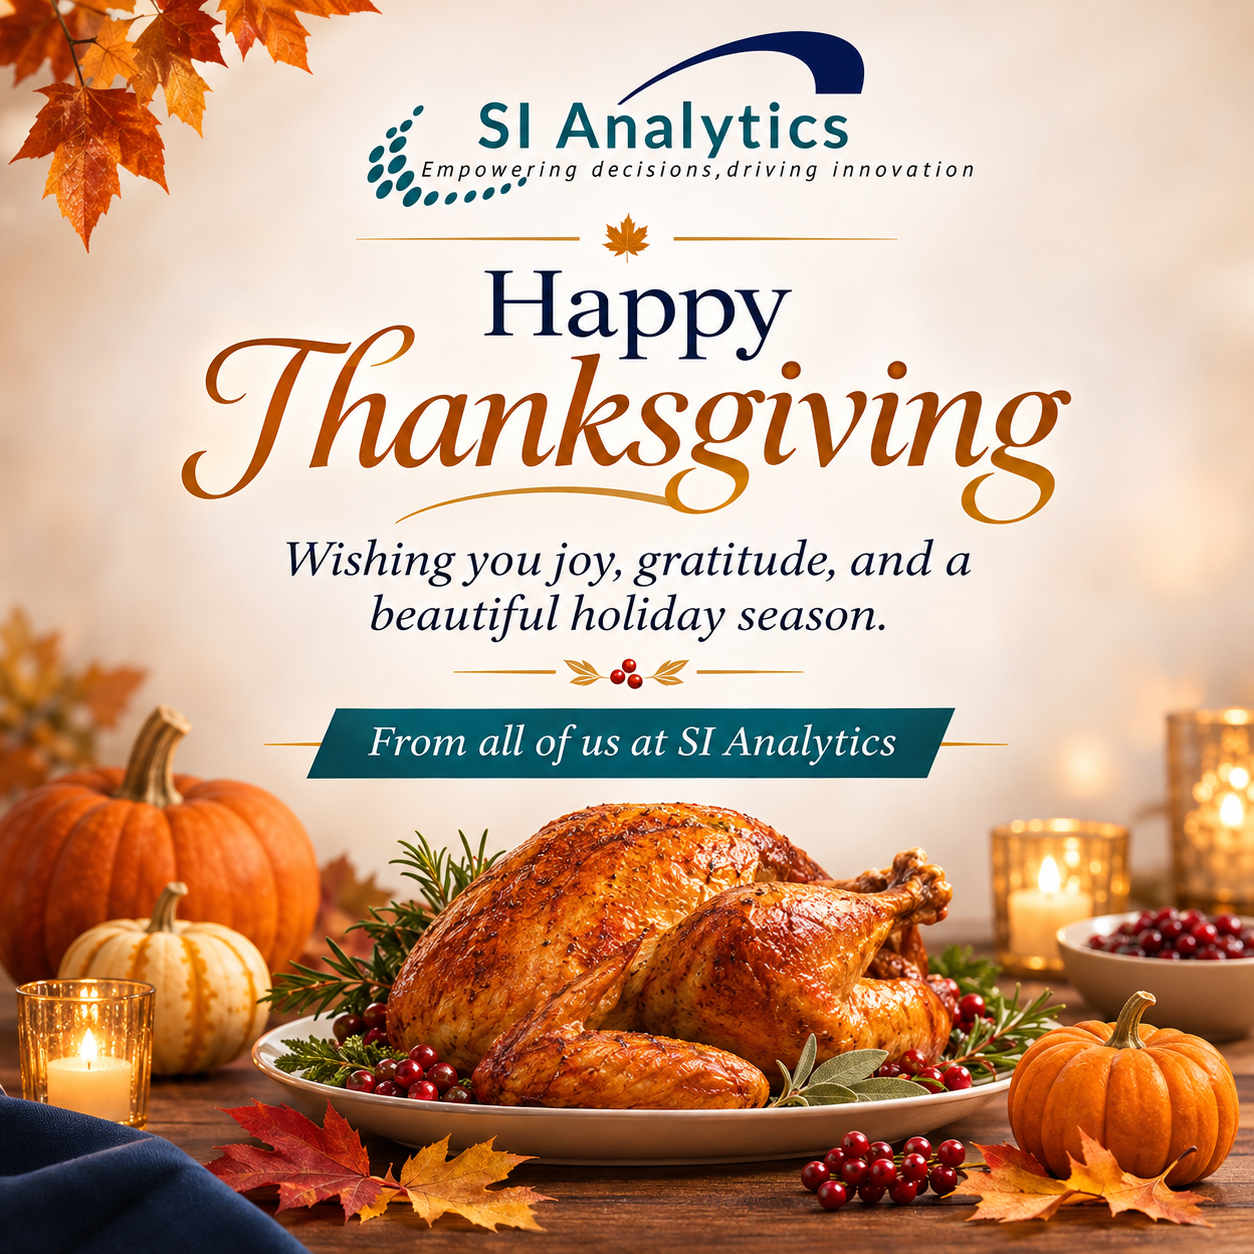 SI Analytics
Empowering decisions,driving innovation
Happy
Thanksgiving
Wishing you joy, gratitude, and a
beautiful holiday season.
From all of us at SI Analytics